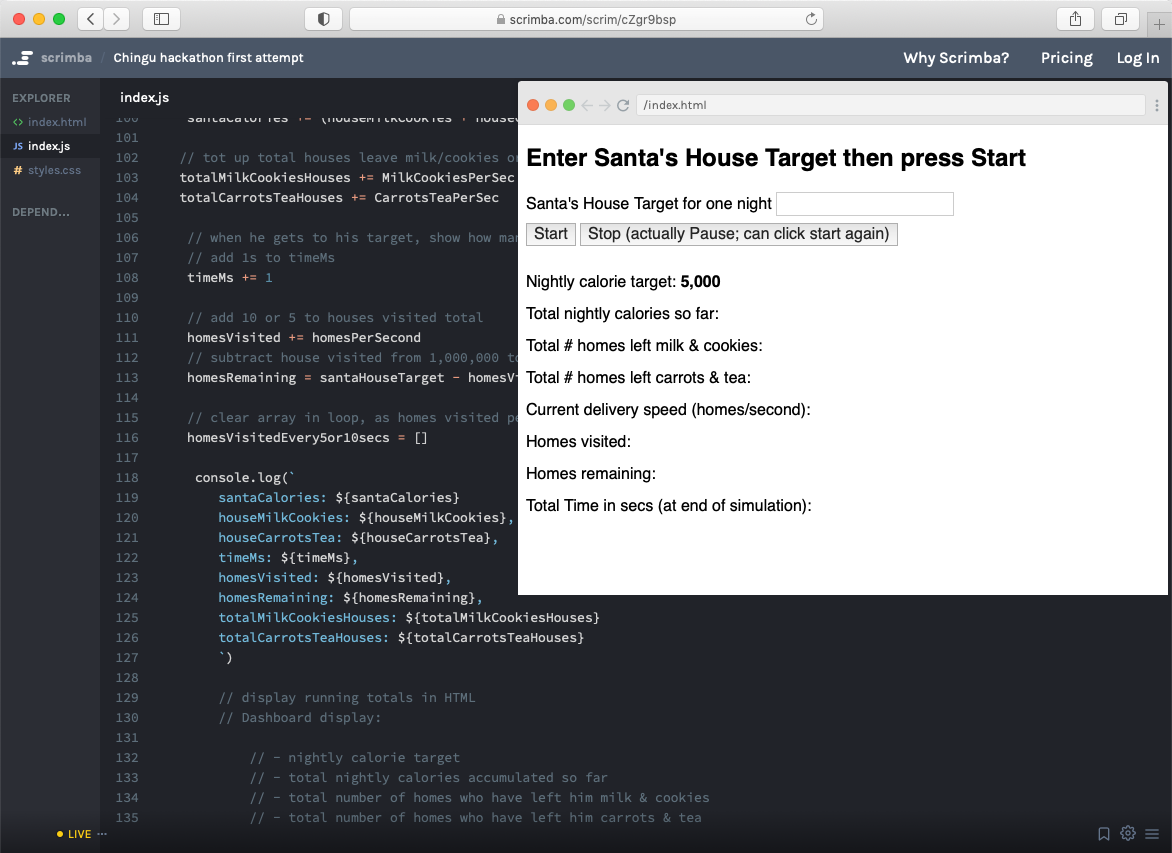 scrimba.com/scrim/cZgr9bsp
scrimba / Chingu hackathon first attempt
Why Scrimba? Pricing Log In
EXPLORER
<> index.html
JS index.js
# styles.css
DEPEND...
index.js
100 santaCalories += (houseMilkCookies + house
101
102 // tot up total houses leave milk/cookies
103 totalMilkCookiesHouses += MilkCookiesPerSec
104 totalCarrotsTeaHouses += CarrotsTeaPerSec
105
106 // when he gets to his target, show how
107 // add 1s to timeMs
108 timeMs += 1
109
110 // add 10 or 5 to houses visited total
111 homesVisited += homesPerSecond
112 // subtract house visited from 1,000,000
113 homesRemaining = santaHouseTarget - homesVi
114
115 // clear array in loop, as homes visited
116 homesVisitedEvery5or10secs = []
117
118 console.log(`
119 santaCalories: ${santaCalories}
120 houseMilkCookies: ${houseMilkCookies},
121 houseCarrotsTea: ${houseCarrotsTea},
122 timeMs: ${timeMs},
123 homesVisited: ${homesVisited},
124 homesRemaining: ${homesRemaining},
125 totalMilkCookiesHouses: ${totalMilkCookiesHouses}
126 totalCarrotsTeaHouses: ${totalCarrotsTeaHouses}
127 `)
128
129 // display running totals in HTML
130 // Dashboard display:
131
132 // - nightly calorie target
133 // - total nightly calories accumulated so far
134 // - total number of homes who have left him milk & cookies
135 // - total number of homes who have left him carrots & tea
/index.html
Enter Santa's House Target then press Start
Santa's House Target for one night
Start Stop (actually Pause; can click start again)
Nightly calorie target: 5,000
Total nightly calories so far:
Total # homes left milk & cookies:
Total # homes left carrots & tea:
Current delivery speed (homes/second):
Homes visited:
Homes remaining:
Total Time in secs (at end of simulation):
LIVE ...